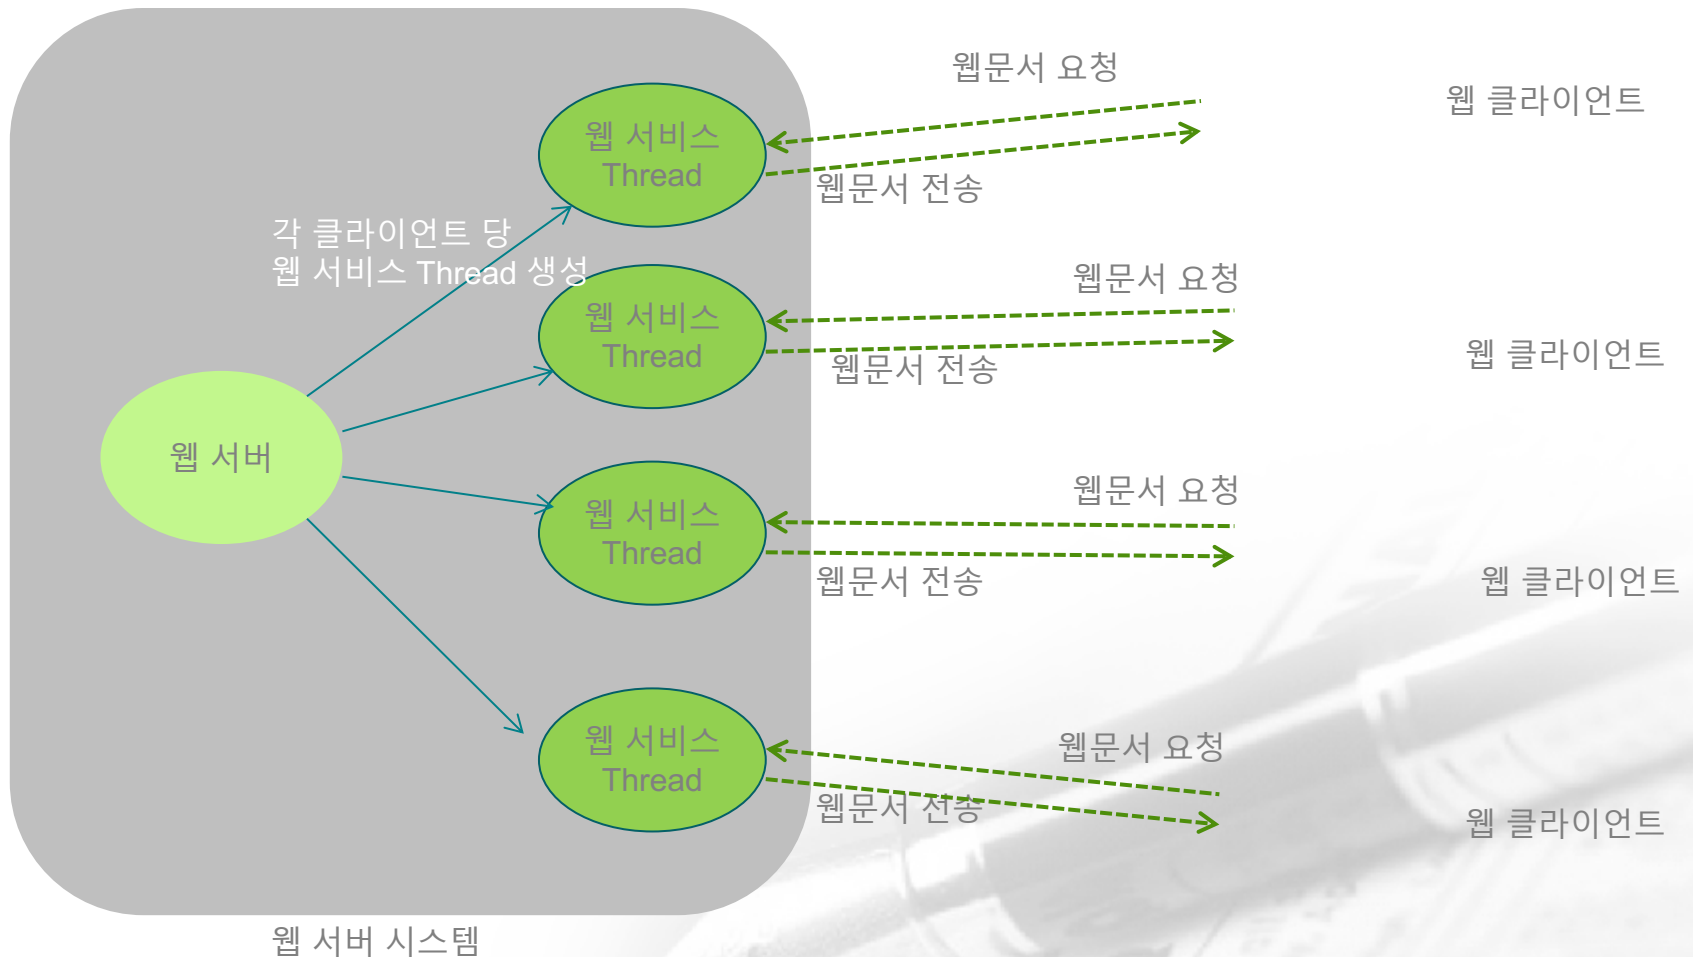 웹문서 요청
웹 클라이언트
웹 서비스
Thread
웹문서 전송
각 클라이언트 당
웹 서비스 Thread 생성
웹문서 요청
웹 서비스
Thread
웹문서 전송
웹 클라이언트
웹 서버
웹문서 요청
웹 서비스
Thread
웹문서 전송
웹 클라이언트
웹문서 요청
웹 서비스
Thread
웹문서 전송
웹 클라이언트
웹 서버 시스템